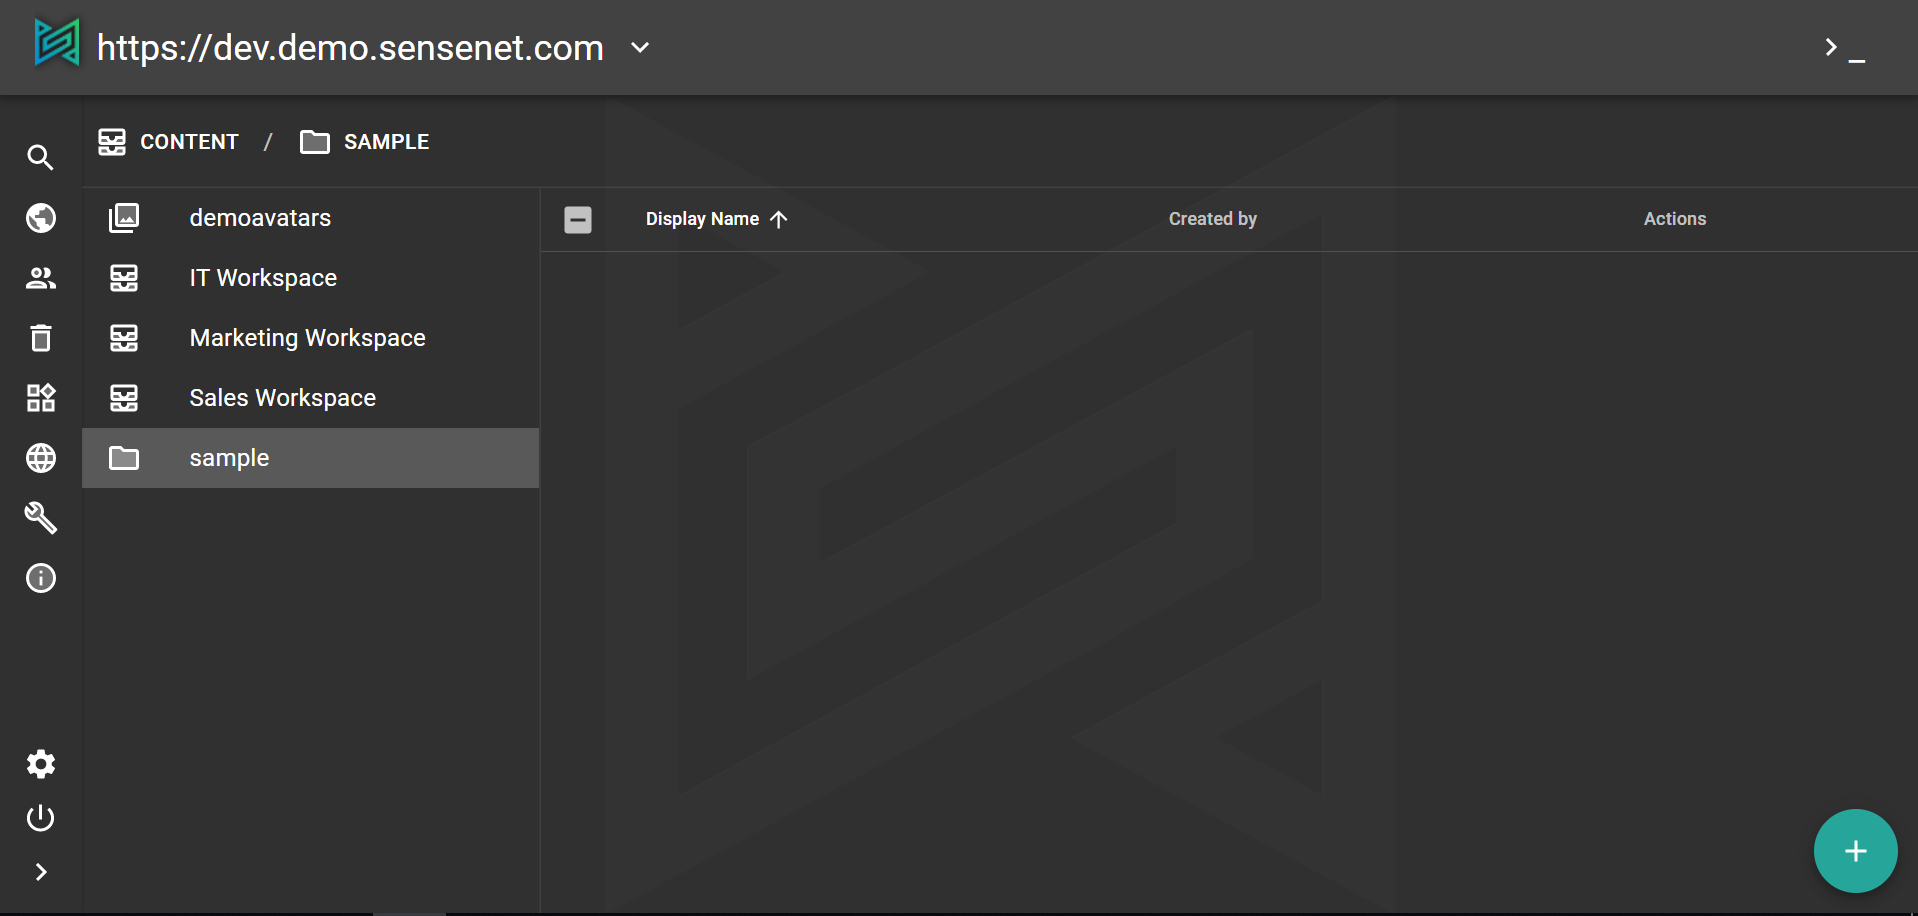 https://dev.demo.sensenet.com
CONTENT / SAMPLE
demoavatars
IT Workspace
Marketing Workspace
Sales Workspace
sample
Display Name Created by Actions